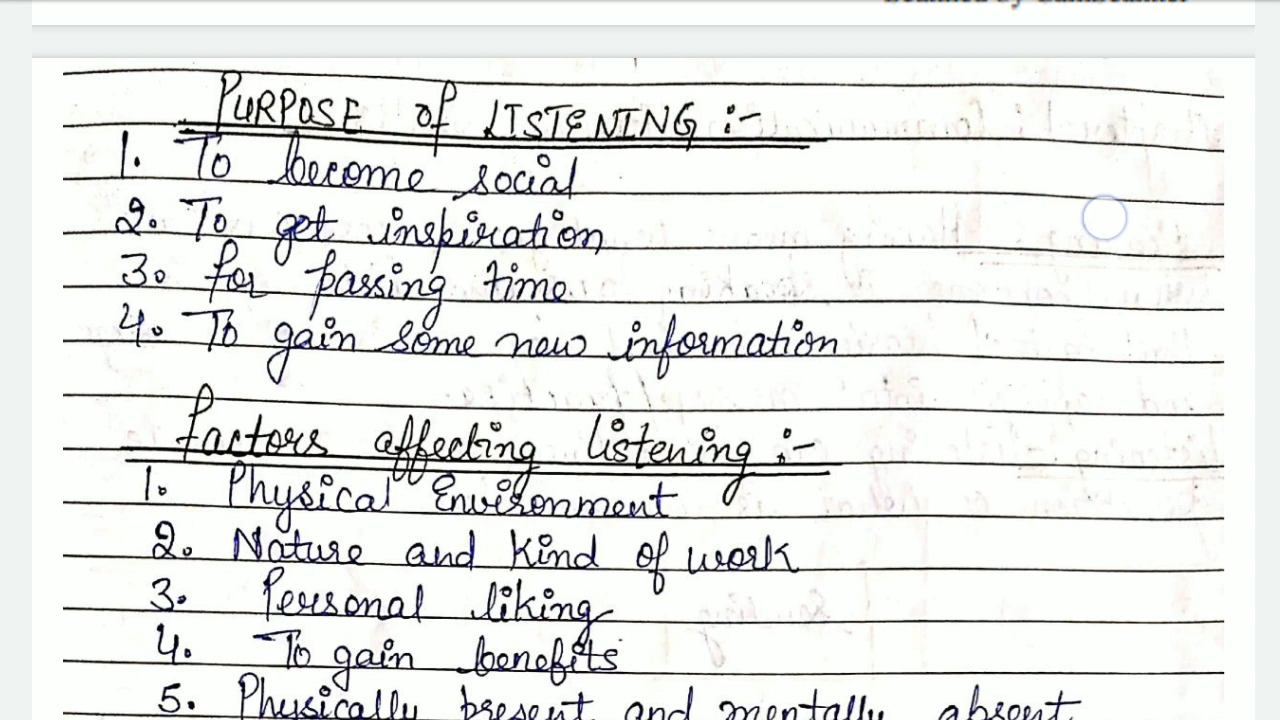 PURPOSE of LISTENING :-
1. To become social
2. To get inspiration
3. for passing time
4. To gain some new information
factors affecting listening :-
1. Physical Environment
2. Nature and kind of work
3. Personal liking
4. To gain benefits
5. Physically present and mentally absent